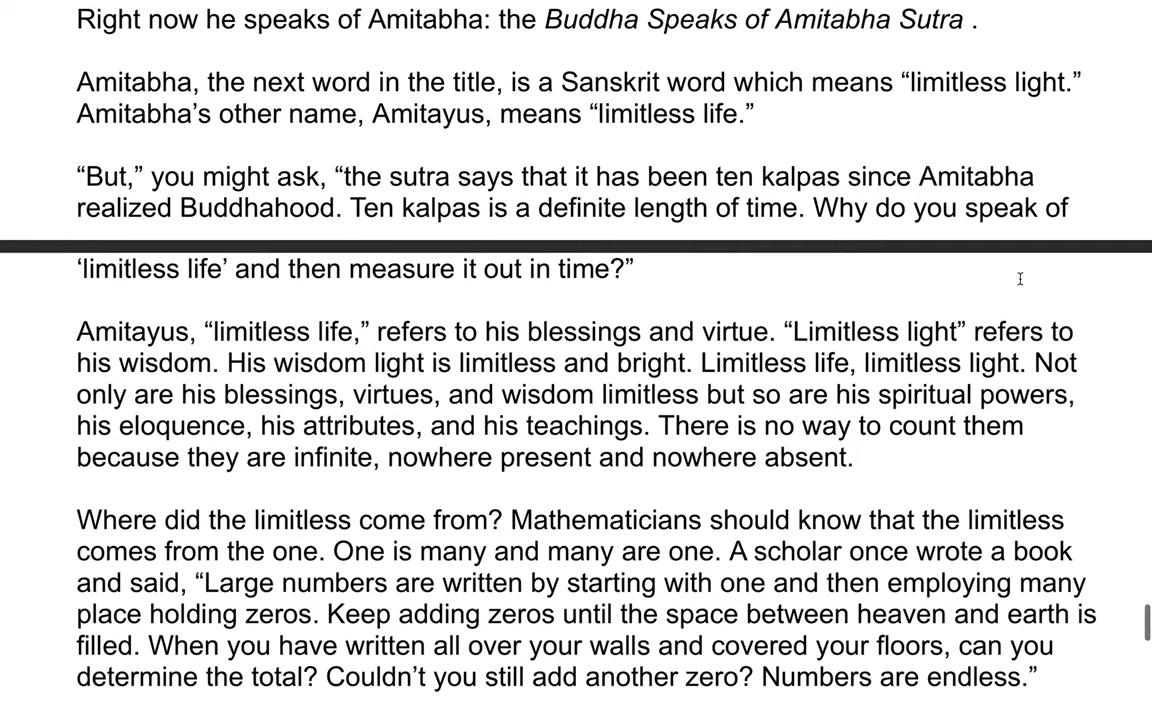 Right now he speaks of Amitabha: the Buddha Speaks of Amitabha Sutra .
Amitabha, the next word in the title, is a Sanskrit word which means “limitless light.”
Amitabha’s other name, Amitayus, means “limitless life.”
“But,” you might ask, “the sutra says that it has been ten kalpas since Amitabha
realized Buddhahood. Ten kalpas is a definite length of time. Why do you speak of
‘limitless life’ and then measure it out in time?”
Amitayus, “limitless life,” refers to his blessings and virtue. “Limitless light” refers to
his wisdom. His wisdom light is limitless and bright. Limitless life, limitless light. Not
only are his blessings, virtues, and wisdom limitless but so are his spiritual powers,
his eloquence, his attributes, and his teachings. There is no way to count them
because they are infinite, nowhere present and nowhere absent.
Where did the limitless come from? Mathematicians should know that the limitless
comes from the one. One is many and many are one. A scholar once wrote a book
and said, “Large numbers are written by starting with one and then employing many
place holding zeros. Keep adding zeros until the space between heaven and earth is
filled. When you have written all over your walls and covered your floors, can you
determine the total? Couldn’t you still add another zero? Numbers are endless.”